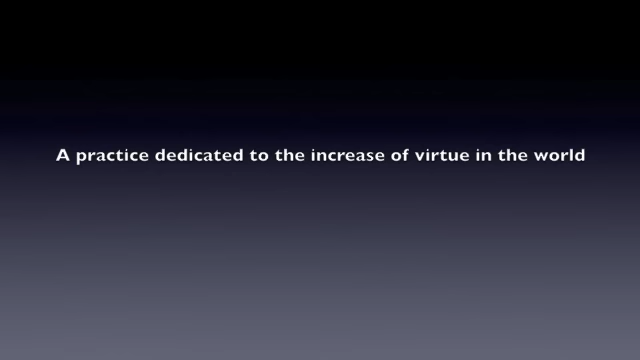 A practice dedicated to the increase of virtue in the world